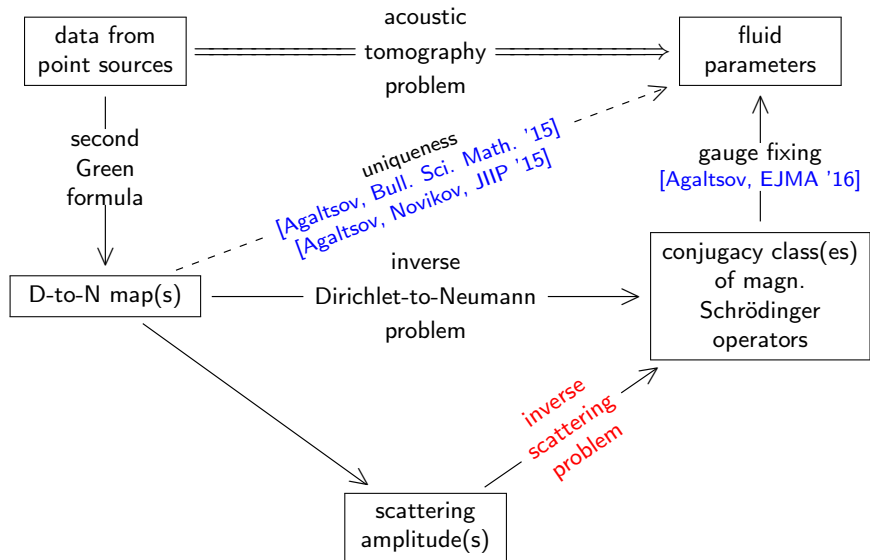 data from
point sources
acoustic
tomography
problem
fluid
parameters
second
Green
formula
uniqueness
[Agaltsov, Bull. Sci. Math. '15]
[Agaltsov, Novikov, JIIP '15]
gauge fixing
[Agaltsov, EJMA '16]
D-to-N map(s)
inverse
Dirichlet-to-Neumann
problem
conjugacy class(es)
of magn.
Schrödinger
operators
inverse
scattering
problem
scattering
amplitude(s)